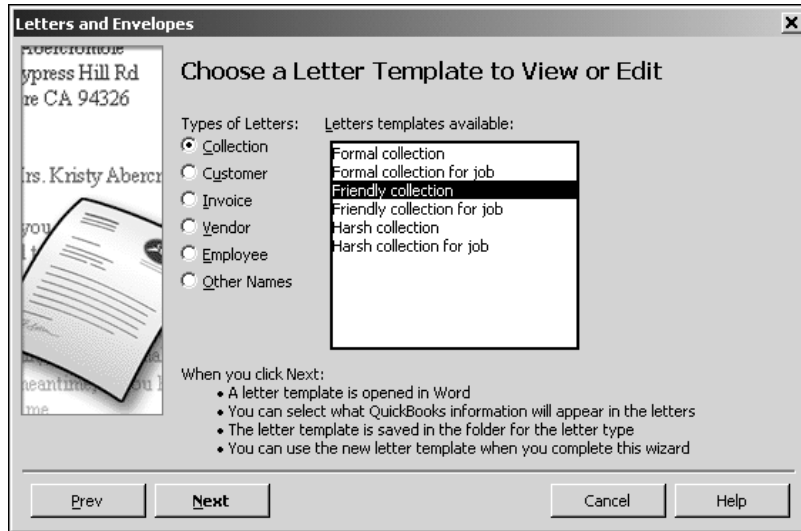 Letters and Envelopes
ypress Hill Rd
re CA 94326
rs. Kristy Abercr
you
Choose a Letter Template to View or Edit
Types of Letters:
Collection
Customer
Invoice
Vendor
Employee
Other Names
Letters templates available:
Formal collection
Formal collection for job
Friendly collection
Friendly collection for job
Harsh collection
Harsh collection for job
When you click Next:
• A letter template is opened in Word
• You can select what QuickBooks information will appear in the letters
• The letter template is saved in the folder for the letter type
• You can use the new letter template when you complete this wizard
Prev
Next
Cancel
Help